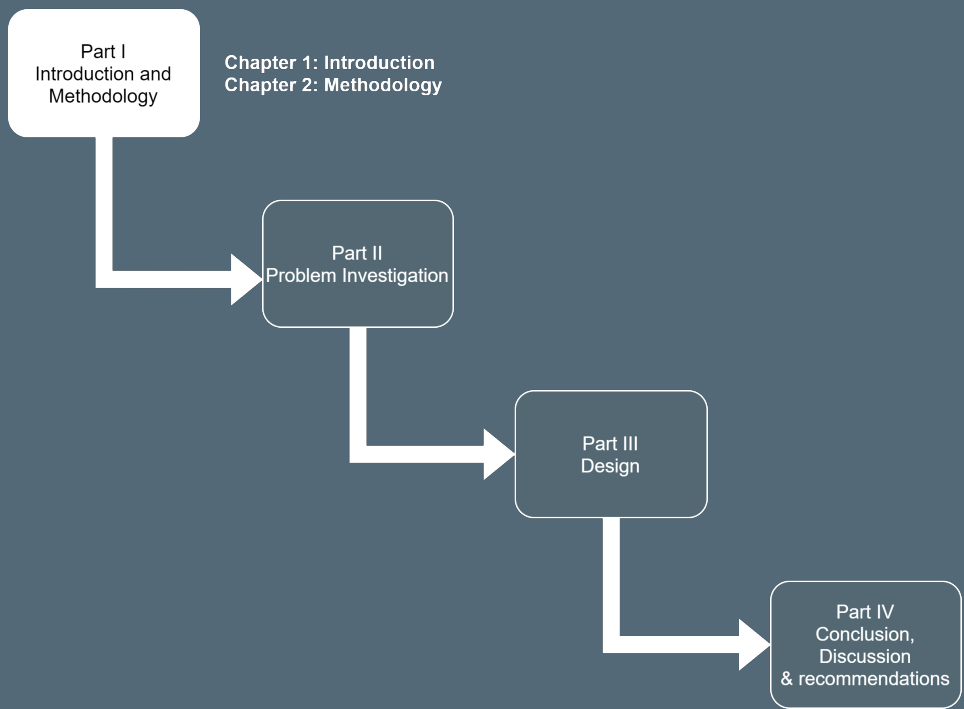 Part I
Introduction and
Methodology
Chapter 1: Introduction
Chapter 2: Methodology
Part II
Problem Investigation
Part III
Design
Part IV
Conclusion,
Discussion
& recommendations